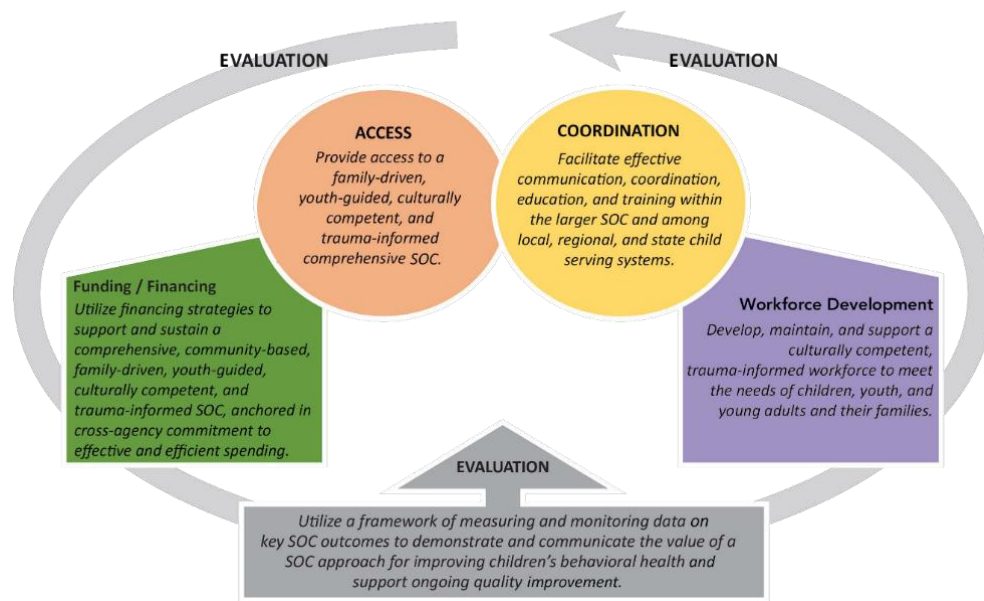 EVALUATION
EVALUATION
ACCESS
Provide access to a
family-driven,
youth-guided, culturally
competent, and
trauma-informed
comprehensive SOC.
COORDINATION
Facilitate effective
communication, coordination,
education, and training within
the larger SOC and among
local, regional, and state child
serving systems.
Funding / Financing
Utilize financing strategies to
support and sustain a
comprehensive, community-based,
family-driven, youth-guided,
culturally competent, and
trauma-informed SOC, anchored in
cross-agency commitment to
effective and efficient spending.
Workforce Development
Develop, maintain, and support a
culturally competent,
trauma-informed workforce to meet
the needs of children, youth, and
young adults and their families.
EVALUATION
Utilize a framework of measuring and monitoring data on
key SOC outcomes to demonstrate and communicate the value of a
SOC approach for improving children's behavioral health and
support ongoing quality improvement.